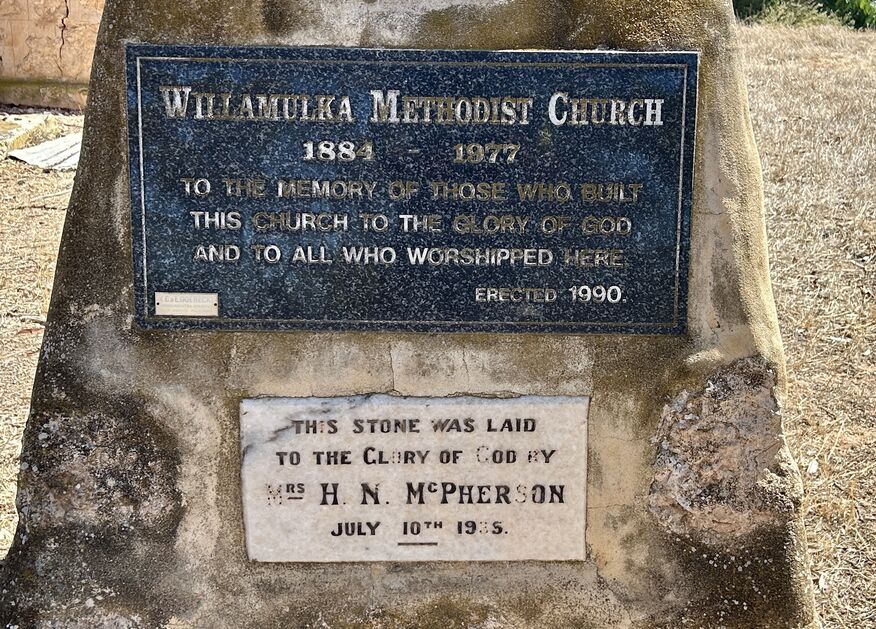 WILLAMULKA METHODIST CHURCH
1884 - 1977
TO THE MEMORY OF THOSE WHO BUILT
THIS CHURCH TO THE GLORY OF GOD
AND TO ALL WHO WORSHIPPED HERE.
ERECTED 1990.
THIS STONE WAS LAID
TO THE GLORY OF GOD BY
MRS H. N. MCPHERSON
JULY 10TH